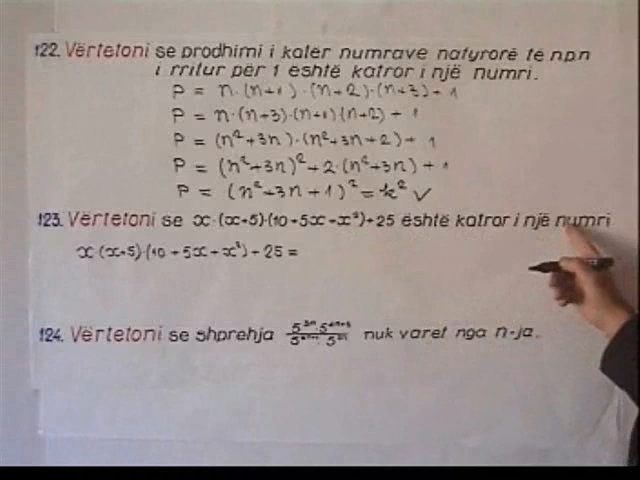 122. Vërtetoni se prodhimi i katër numrave natyrorë të n.p.n
i rritur për 1 është katror i një numri.
P = n·(n+1)·(n+2)·(n+3)+1
P = n·(n+3)·(n+1)(n+2)+1
P = (n²+3n)·(n²+3n+2)+1
P = (n²+3n)²+2·(n²+3n)+1
P = (n²+3n+1)²=k² ✓
123. Vërtetoni se x·(x+5)·(10+5x+x²)+25 është katror i një numri
x·(x+5)·(10+5x+x²)+25=
124. Vërtetoni se shprehja nuk varet nga n-ja.